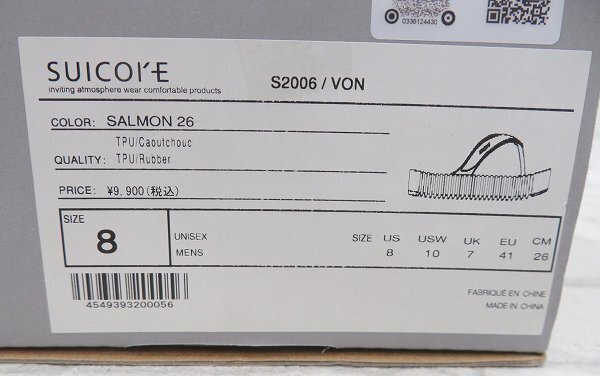 0336124430
SUICOKE
inviting atmosphere wear comfortable products
S2006 / VON
COLOR: SALMON 26
TPU/Caoutchouc
QUALITY: TPU/Rubber
PRICE: ¥9,900(税込)
SIZE
8
UNISEX
MENS
SIZE US USW UK EU CM
8 10 7 41 26
4549393200056
FABRIQUÉ EN CHINE
MADE IN CHINA